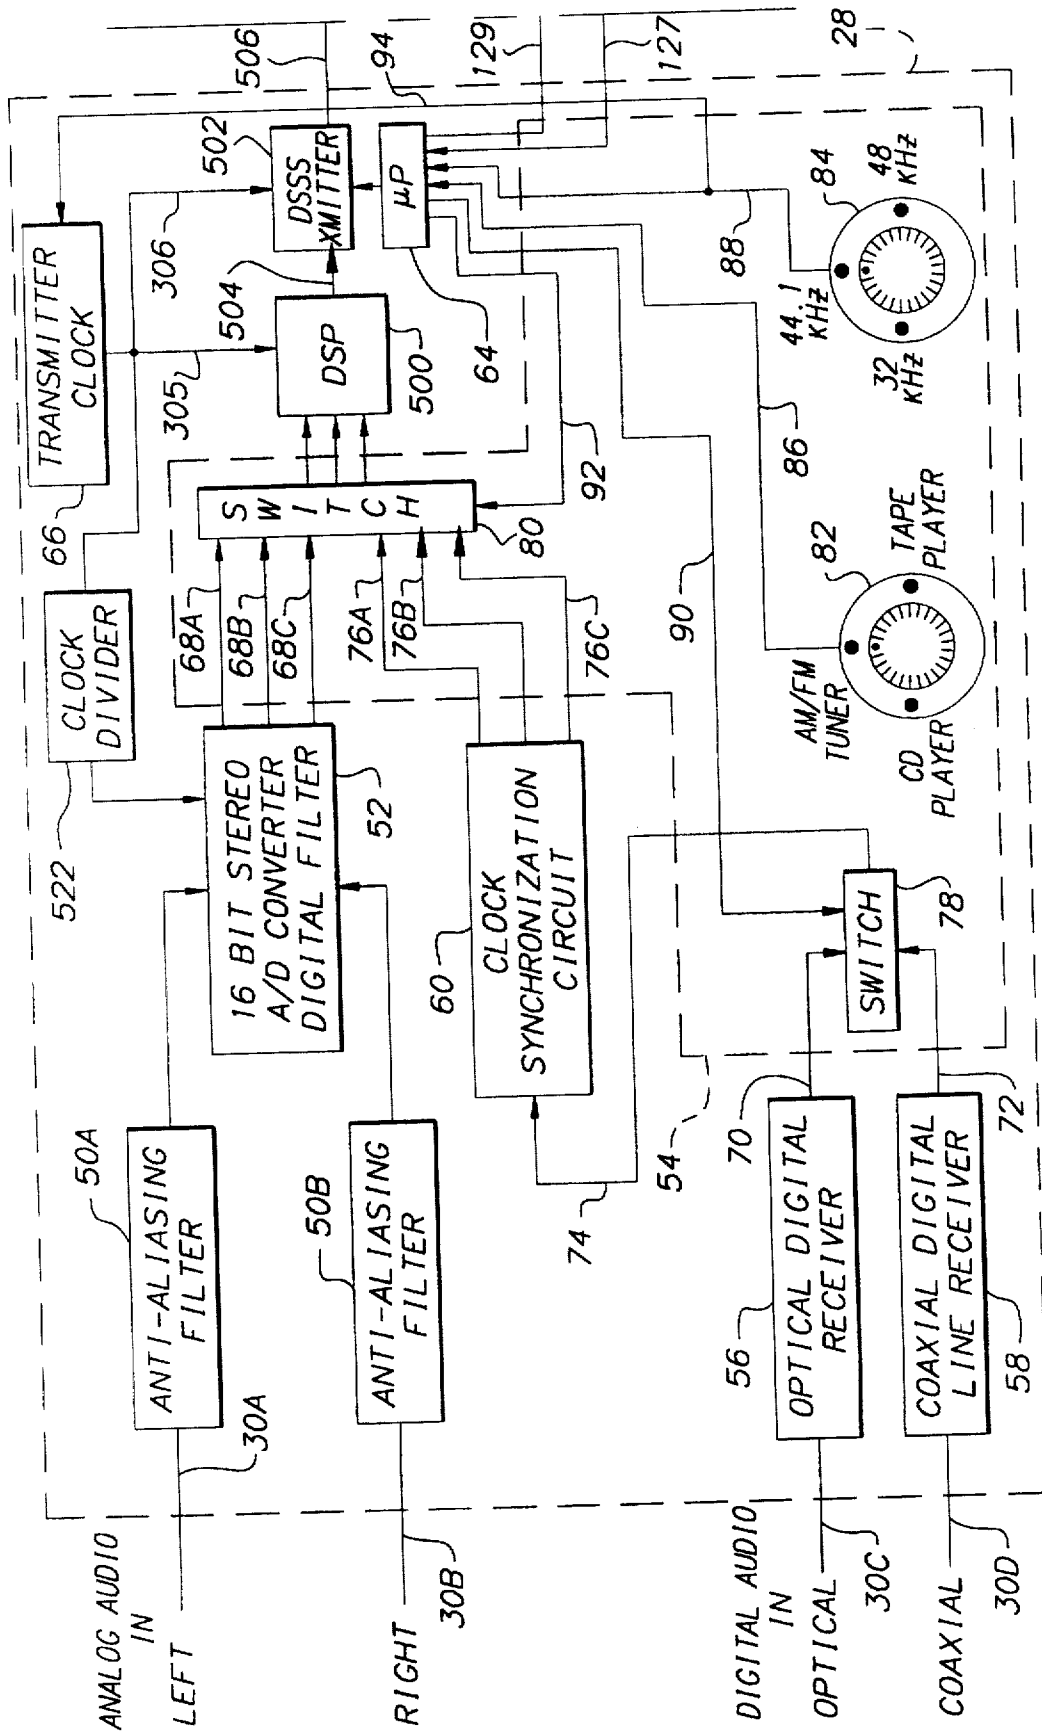 ANALOG AUDIO
IN
LEFT
30A
RIGHT
30B
DIGITAL AUDIO
IN
OPTICAL
30C
COAXIAL
30D
50A
ANTI-ALIASING
FILTER
50B
ANTI-ALIASING
FILTER
56
OPTICAL DIGITAL
RECEIVER
70
COAXIAL DIGITAL
LINE RECEIVER
58
72
522
CLOCK
DIVIDER
16 BIT STEREO
A/D CONVERTER
DIGITAL FILTER
52
60
CLOCK
SYNCHRONIZATION
CIRCUIT
74
54
SWITCH
78
66
TRANSMITTER
CLOCK
68A
68B
68C
76A
76B
76C
SWITCH
80
305
306
DSP
500
504
DSSS
XMITTER
502
506
µP
64
94
129
127
28
92
90
86
88
AM/FM
TUNER
CD
PLAYER
TAPE
PLAYER
82
44.1
KHz
32
KHz
48
KHz
84